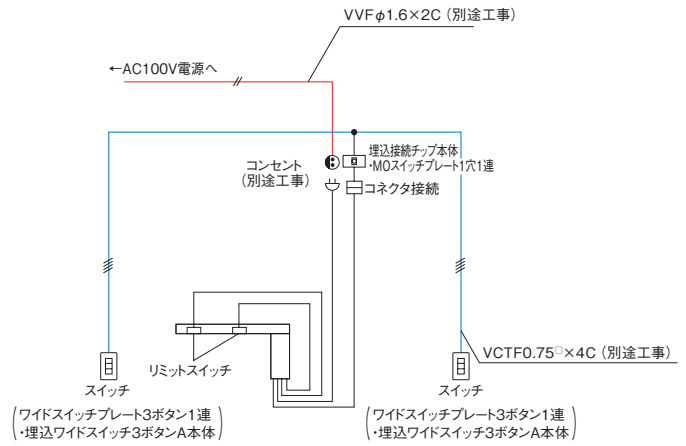 VVFφ1.6×2C（別途工事）
←AC100V電源へ
コンセント
（別途工事）
埋込接続チップ本体
・MOスイッチプレート1穴1連
コネクタ接続
リミットスイッチ
VCTF0.75□×4C（別途工事）
スイッチ
（ワイドスイッチプレート3ボタン1連
・埋込ワイドスイッチ3ボタンA本体）
スイッチ
（ワイドスイッチプレート3ボタン1連
・埋込ワイドスイッチ3ボタンA本体）